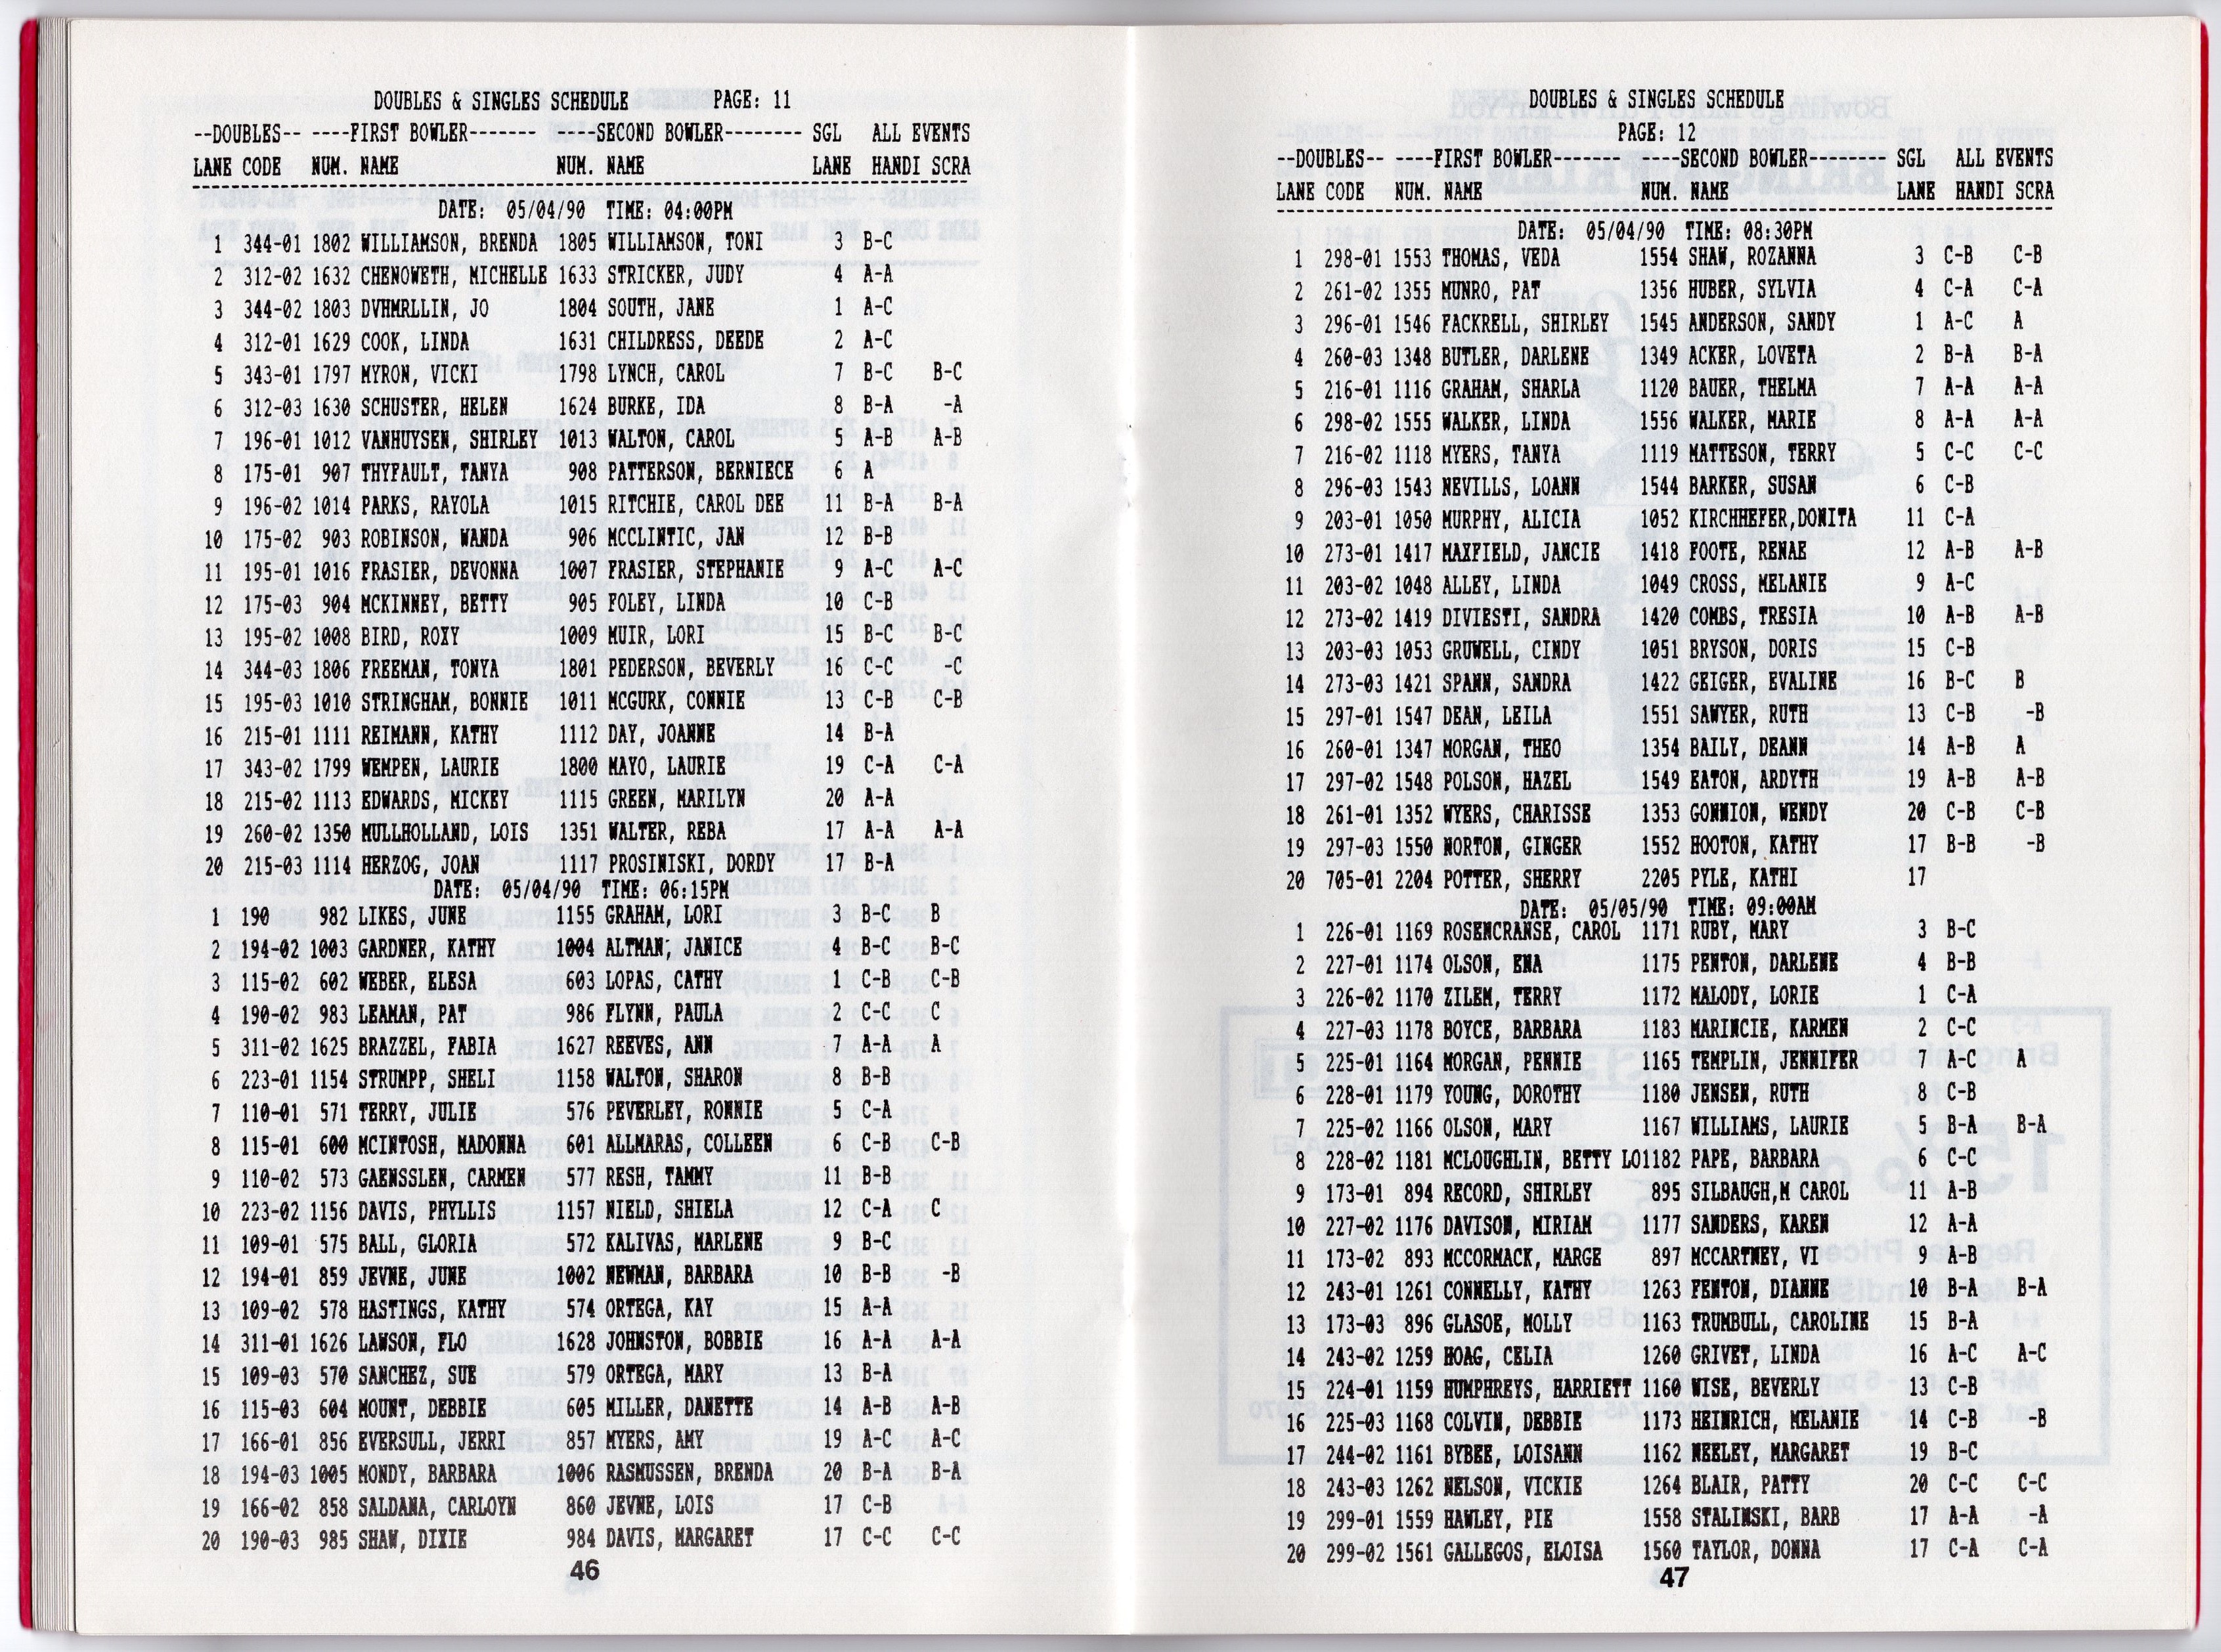 DOUBLES & SINGLES SCHEDULE PAGE: 11
--DOUBLES-- ----FIRST BOWLER------- ----SECOND BOWLER-------- SGL ALL EVENTS
LANE CODE NUM. NAME NUM. NAME LANE HANDI SCRA
DATE: 05/04/90 TIME: 04:00PM
1 344-01 1802 WILLIAMSON, BRENDA 1805 WILLIAMSON, TONI 3 B-C
2 312-02 1632 CHENOWETH, MICHELLE 1633 STRICKER, JUDY 4 A-A
3 344-02 1803 DVHMRLLIN, JO 1804 SOUTH, JANE 1 A-C
4 312-01 1629 COOK, LINDA 1631 CHILDRESS, DEEDE 2 A-C
5 343-01 1797 MYRON, VICKI 1798 LYNCH, CAROL 7 B-C B-C
6 312-03 1630 SCHUSTER, HELEN 1624 BURKE, IDA 8 B-A -A
7 196-01 1012 VANHUYSEN, SHIRLEY 1013 WALTON, CAROL 5 A-B A-B
8 175-01 907 THYFAULT, TANYA 908 PATTERSON, BERNIECE 6 A
9 196-02 1014 PARKS, RAYOLA 1015 RITCHIE, CAROL DEE 11 B-A B-A
10 175-02 903 ROBINSON, WANDA 906 MCCLINTIC, JAN 12 B-B
11 195-01 1016 FRASIER, DEVONNA 1007 FRASIER, STEPHANIE 9 A-C A-C
12 175-03 904 MCKINNEY, BETTY 905 FOLEY, LINDA 10 C-B
13 195-02 1008 BIRD, ROXY 1009 MUIR, LORI 15 B-C B-C
14 344-03 1806 FREEMAN, TONYA 1801 PEDERSON, BEVERLY 16 C-C -C
15 195-03 1010 STRINGHAM, BONNIE 1011 MCGURK, CONNIE 13 C-B C-B
16 215-01 1111 REIMANN, KATHY 1112 DAY, JOANNE 14 B-A
17 343-02 1799 WEMPEN, LAURIE 1800 MAYO, LAURIE 19 C-A C-A
18 215-02 1113 EDWARDS, MICKEY 1115 GREEN, MARILYN 20 A-A
19 260-02 1350 MULLHOLLAND, LOIS 1351 WALTER, REBA 17 A-A A-A
20 215-03 1114 HERZOG, JOAN 1117 PROSINISKI, DORDY 17 B-A
DATE: 05/04/90 TIME: 06:15PM
1 190 982 LIKES, JUNE 1155 GRAHAM, LORI 3 B-C B
2 194-02 1003 GARDNER, KATHY 1004 ALTMAN, JANICE 4 B-C B-C
3 115-02 602 WEBER, ELESA 603 LOPAS, CATHY 1 C-B C-B
4 190-02 983 LEAMAN, PAT 986 FLYNN, PAULA 2 C-C C
5 311-02 1625 BRAZZEL, FABIA 1627 REEVES, ANN 7 A-A A
6 223-01 1154 STRUMPP, SHELI 1158 WALTON, SHARON 8 B-B
7 110-01 571 TERRY, JULIE 576 PEVERLEY, RONNIE 5 C-A
8 115-01 600 MCINTOSH, MADONNA 601 ALLMARAS, COLLEEN 6 C-B C-B
9 110-02 573 GAENSSLEN, CARMEN 577 RESH, TAMMY 11 B-B
10 223-02 1156 DAVIS, PHYLLIS 1157 NIELD, SHIELA 12 C-A C
11 109-01 575 BALL, GLORIA 572 KALIVAS, MARLENE 9 B-C
12 194-01 859 JEVNE, JUNE 1002 NEWMAN, BARBARA 10 B-B -B
13 109-02 578 HASTINGS, KATHY 574 ORTEGA, KAY 15 A-A
14 311-01 1626 LAWSON, FLO 1628 JOHNSTON, BOBBIE 16 A-A A-A
15 109-03 570 SANCHEZ, SUE 579 ORTEGA, MARY 13 B-A
16 115-03 604 MOUNT, DEBBIE 605 MILLER, DANETTE 14 A-B A-B
17 166-01 856 EVERSULL, JERRI 857 MYERS, AMY 19 A-C A-C
18 194-03 1005 MONDY, BARBARA 1006 RASMUSSEN, BRENDA 20 B-A B-A
19 166-02 858 SALDANA, CARLOYN 860 JEVNE, LOIS 17 C-B
20 190-03 985 SHAW, DIXIE 984 DAVIS, MARGARET 17 C-C C-C
46
DOUBLES & SINGLES SCHEDULE
PAGE: 12
--DOUBLES-- ----FIRST BOWLER------- ----SECOND BOWLER-------- SGL ALL EVENTS
LANE CODE NUM. NAME NUM. NAME LANE HANDI SCRA
DATE: 05/04/90 TIME: 08:30PM
1 298-01 1553 THOMAS, VEDA 1554 SHAW, ROZANNA 3 C-B C-B
2 261-02 1355 MUNRO, PAT 1356 HUBER, SYLVIA 4 C-A C-A
3 296-01 1546 FACKRELL, SHIRLEY 1545 ANDERSON, SANDY 1 A-C A
4 260-03 1348 BUTLER, DARLENE 1349 ACKER, LOVETA 2 B-A B-A
5 216-01 1116 GRAHAM, SHARLA 1120 BAUER, THELMA 7 A-A A-A
6 298-02 1555 WALKER, LINDA 1556 WALKER, MARIE 8 A-A A-A
7 216-02 1118 MYERS, TANYA 1119 MATTESON, TERRY 5 C-C C-C
8 296-03 1543 NEVILLS, LOANN 1544 BARKER, SUSAN 6 C-B
9 203-01 1050 MURPHY, ALICIA 1052 KIRCHHEFER,DONITA 11 C-A
10 273-01 1417 MAXFIELD, JANCIE 1418 FOOTE, RENAE 12 A-B A-B
11 203-02 1048 ALLEY, LINDA 1049 CROSS, MELANIE 9 A-C
12 273-02 1419 DIVIESTI, SANDRA 1420 COMBS, TRESIA 10 A-B A-B
13 203-03 1053 GRUWELL, CINDY 1051 BRYSON, DORIS 15 C-B
14 273-03 1421 SPANN, SANDRA 1422 GEIGER, EVALINE 16 B-C B
15 297-01 1547 DEAN, LEILA 1551 SAWYER, RUTH 13 C-B -B
16 260-01 1347 MORGAN, THEO 1354 BAILY, DEANN 14 A-B A
17 297-02 1548 POLSON, HAZEL 1549 EATON, ARDYTH 19 A-B A-B
18 261-01 1352 WYERS, CHARISSE 1353 GONNION, WENDY 20 C-B C-B
19 297-03 1550 NORTON, GINGER 1552 HOOTON, KATHY 17 B-B -B
20 705-01 2204 POTTER, SHERRY 2205 PYLE, KATHI 17
DATE: 05/05/90 TIME: 09:00AM
1 226-01 1169 ROSENCRANSE, CAROL 1171 RUBY, MARY 3 B-C
2 227-01 1174 OLSON, ENA 1175 PENTON, DARLENE 4 B-B
3 226-02 1170 ZILEM, TERRY 1172 MALODY, LORIE 1 C-A
4 227-03 1178 BOYCE, BARBARA 1183 MARINCIE, KARMEN 2 C-C
5 225-01 1164 MORGAN, PENNIE 1165 TEMPLIN, JENNIFER 7 A-C A
6 228-01 1179 YOUNG, DOROTHY 1180 JENSEN, RUTH 8 C-B
7 225-02 1166 OLSON, MARY 1167 WILLIAMS, LAURIE 5 B-A B-A
8 228-02 1181 MCLOUGHLIN, BETTY LO1182 PAPE, BARBARA 6 C-C
9 173-01 894 RECORD, SHIRLEY 895 SILBAUGH,M CAROL 11 A-B
10 227-02 1176 DAVISON, MIRIAM 1177 SANDERS, KAREN 12 A-A
11 173-02 893 MCCORMACK, MARGE 897 MCCARTNEY, VI 9 A-B
12 243-01 1261 CONNELLY, KATHY 1263 FENTON, DIANNE 10 B-A B-A
13 173-03 896 GLASOE, MOLLY 1163 TRUMBULL, CAROLINE 15 B-A
14 243-02 1259 HOAG, CELIA 1260 GRIVET, LINDA 16 A-C A-C
15 224-01 1159 HUMPHREYS, HARRIETT 1160 WISE, BEVERLY 13 C-B
16 225-03 1168 COLVIN, DEBBIE 1173 HEINRICH, MELANIE 14 C-B -B
17 244-02 1161 BYBEE, LOISANN 1162 NEELEY, MARGARET 19 B-C
18 243-03 1262 NELSON, VICKIE 1264 BLAIR, PATTY 20 C-C C-C
19 299-01 1559 HAWLEY, PIE 1558 STALINSKI, BARB 17 A-A -A
20 299-02 1561 GALLEGOS, ELOISA 1560 TAYLOR, DONNA 17 C-A C-A
47